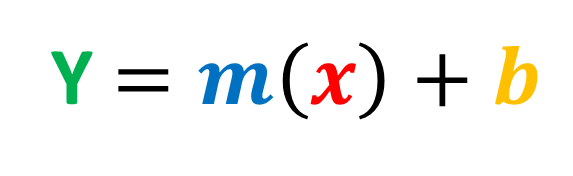 Y = m(x) + b